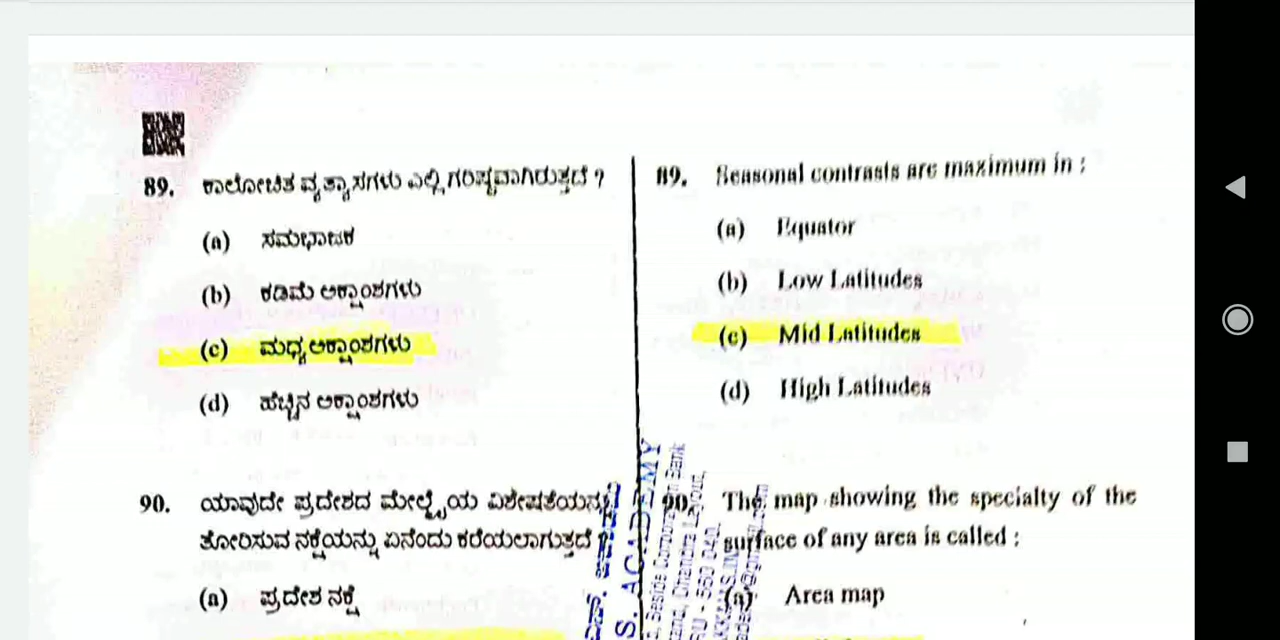 89. ಕಾಲೋಚಿತ ವ್ಯತ್ಯಾಸಗಳು ಎಲ್ಲಿ ಗರಿಷ್ಟವಾಗಿರುತ್ತದೆ ?
(a) ಸಮಭಾಜಕ
(b) ಕಡಿಮೆ ಅಕ್ಷಾಂಶಗಳು
(c) ಮಧ್ಯ ಅಕ್ಷಾಂಶಗಳು
(d) ಹೆಚ್ಚಿನ ಅಕ್ಷಾಂಶಗಳು
90. ಯಾವುದೇ ಪ್ರದೇಶದ ಮೇಲ್ಮೈಯ ವಿಶೇಷತೆಯನ್ನು
ತೋರಿಸುವ ನಕ್ಷೆಯನ್ನು ಏನೆಂದು ಕರೆಯಲಾಗುತ್ತದೆ ?
(a) ಪ್ರದೇಶ ನಕ್ಷೆ
89. Seasonal contrasts are maximum in :
(a) Equator
(b) Low Latitudes
(c) Mid Latitudes
(d) High Latitudes
90. The map showing the specialty of the
surface of any area is called :
(a) Area map
S. ACADEMY